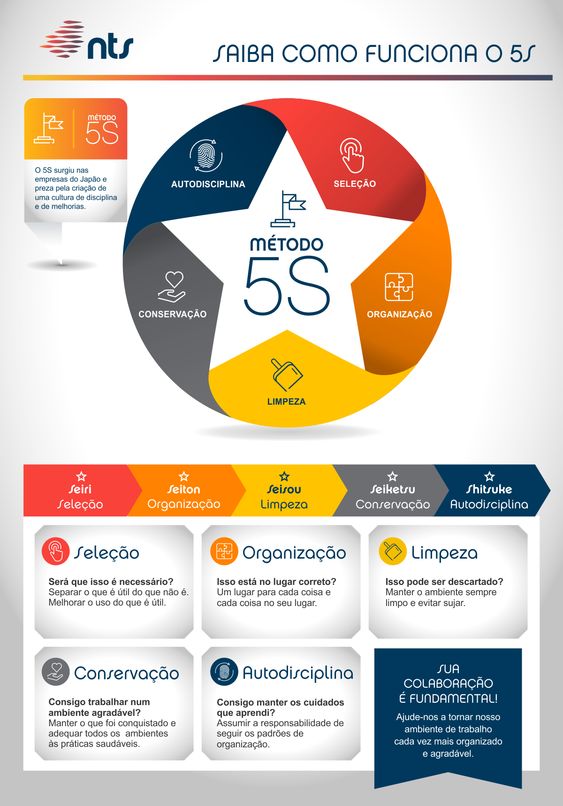 nts
SAIBA COMO FUNCIONA O 5S
MÉTODO
5S
O 5S surgiu nas
empresas do Japão e
preza pela criação de
uma cultura de disciplina
e de melhorias.
AUTODISCIPLINA
SELEÇÃO
MÉTODO
5S
CONSERVAÇÃO
ORGANIZAÇÃO
LIMPEZA
Seiri
Seleção
Seiton
Organização
Seisou
Limpeza
Seiketsu
Conservação
Shitsuke
Autodisciplina
Seleção
Será que isso é necessário?
Separar o que é útil do que não é.
Melhorar o uso do que é útil.
Organização
Isso está no lugar correto?
Um lugar para cada coisa e
cada coisa no seu lugar.
Limpeza
Isso pode ser descartado?
Manter o ambiente sempre
limpo e evitar sujar.
Conservação
Consigo trabalhar num
ambiente agradável?
Manter o que foi conquistado e
adequar todos os ambientes
às práticas saudáveis.
Autodisciplina
Consigo manter os cuidados
que aprendi?
Assumir a responsabilidade de
seguir os padrões de
organização.
SUA
COLABORAÇÃO
É FUNDAMENTAL!
Ajude-nos a tornar nosso
ambiente de trabalho
cada vez mais organizado
e agradável.